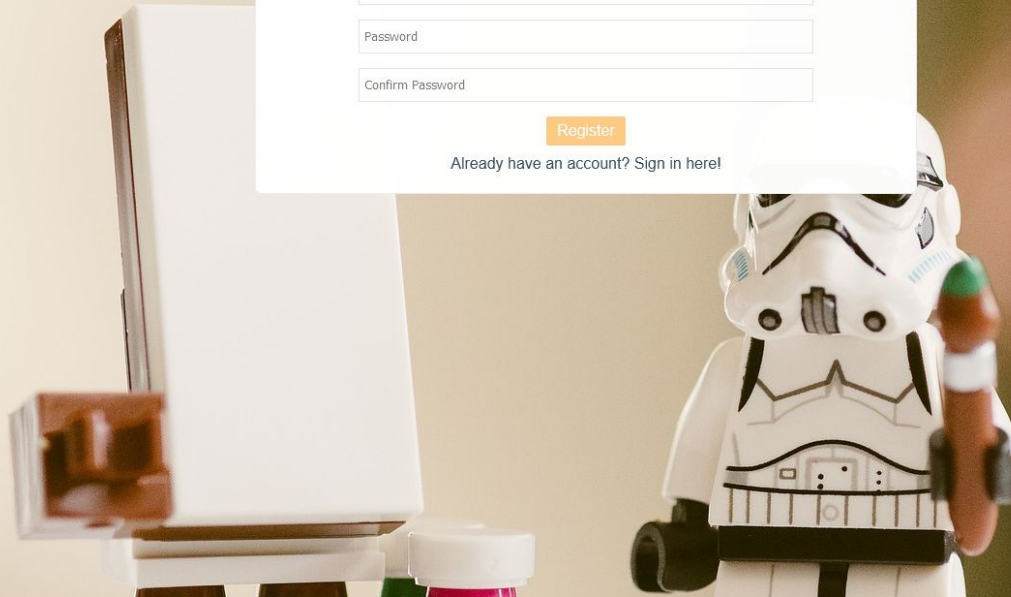 Password
Confirm Password
Register
Already have an account? Sign in here!